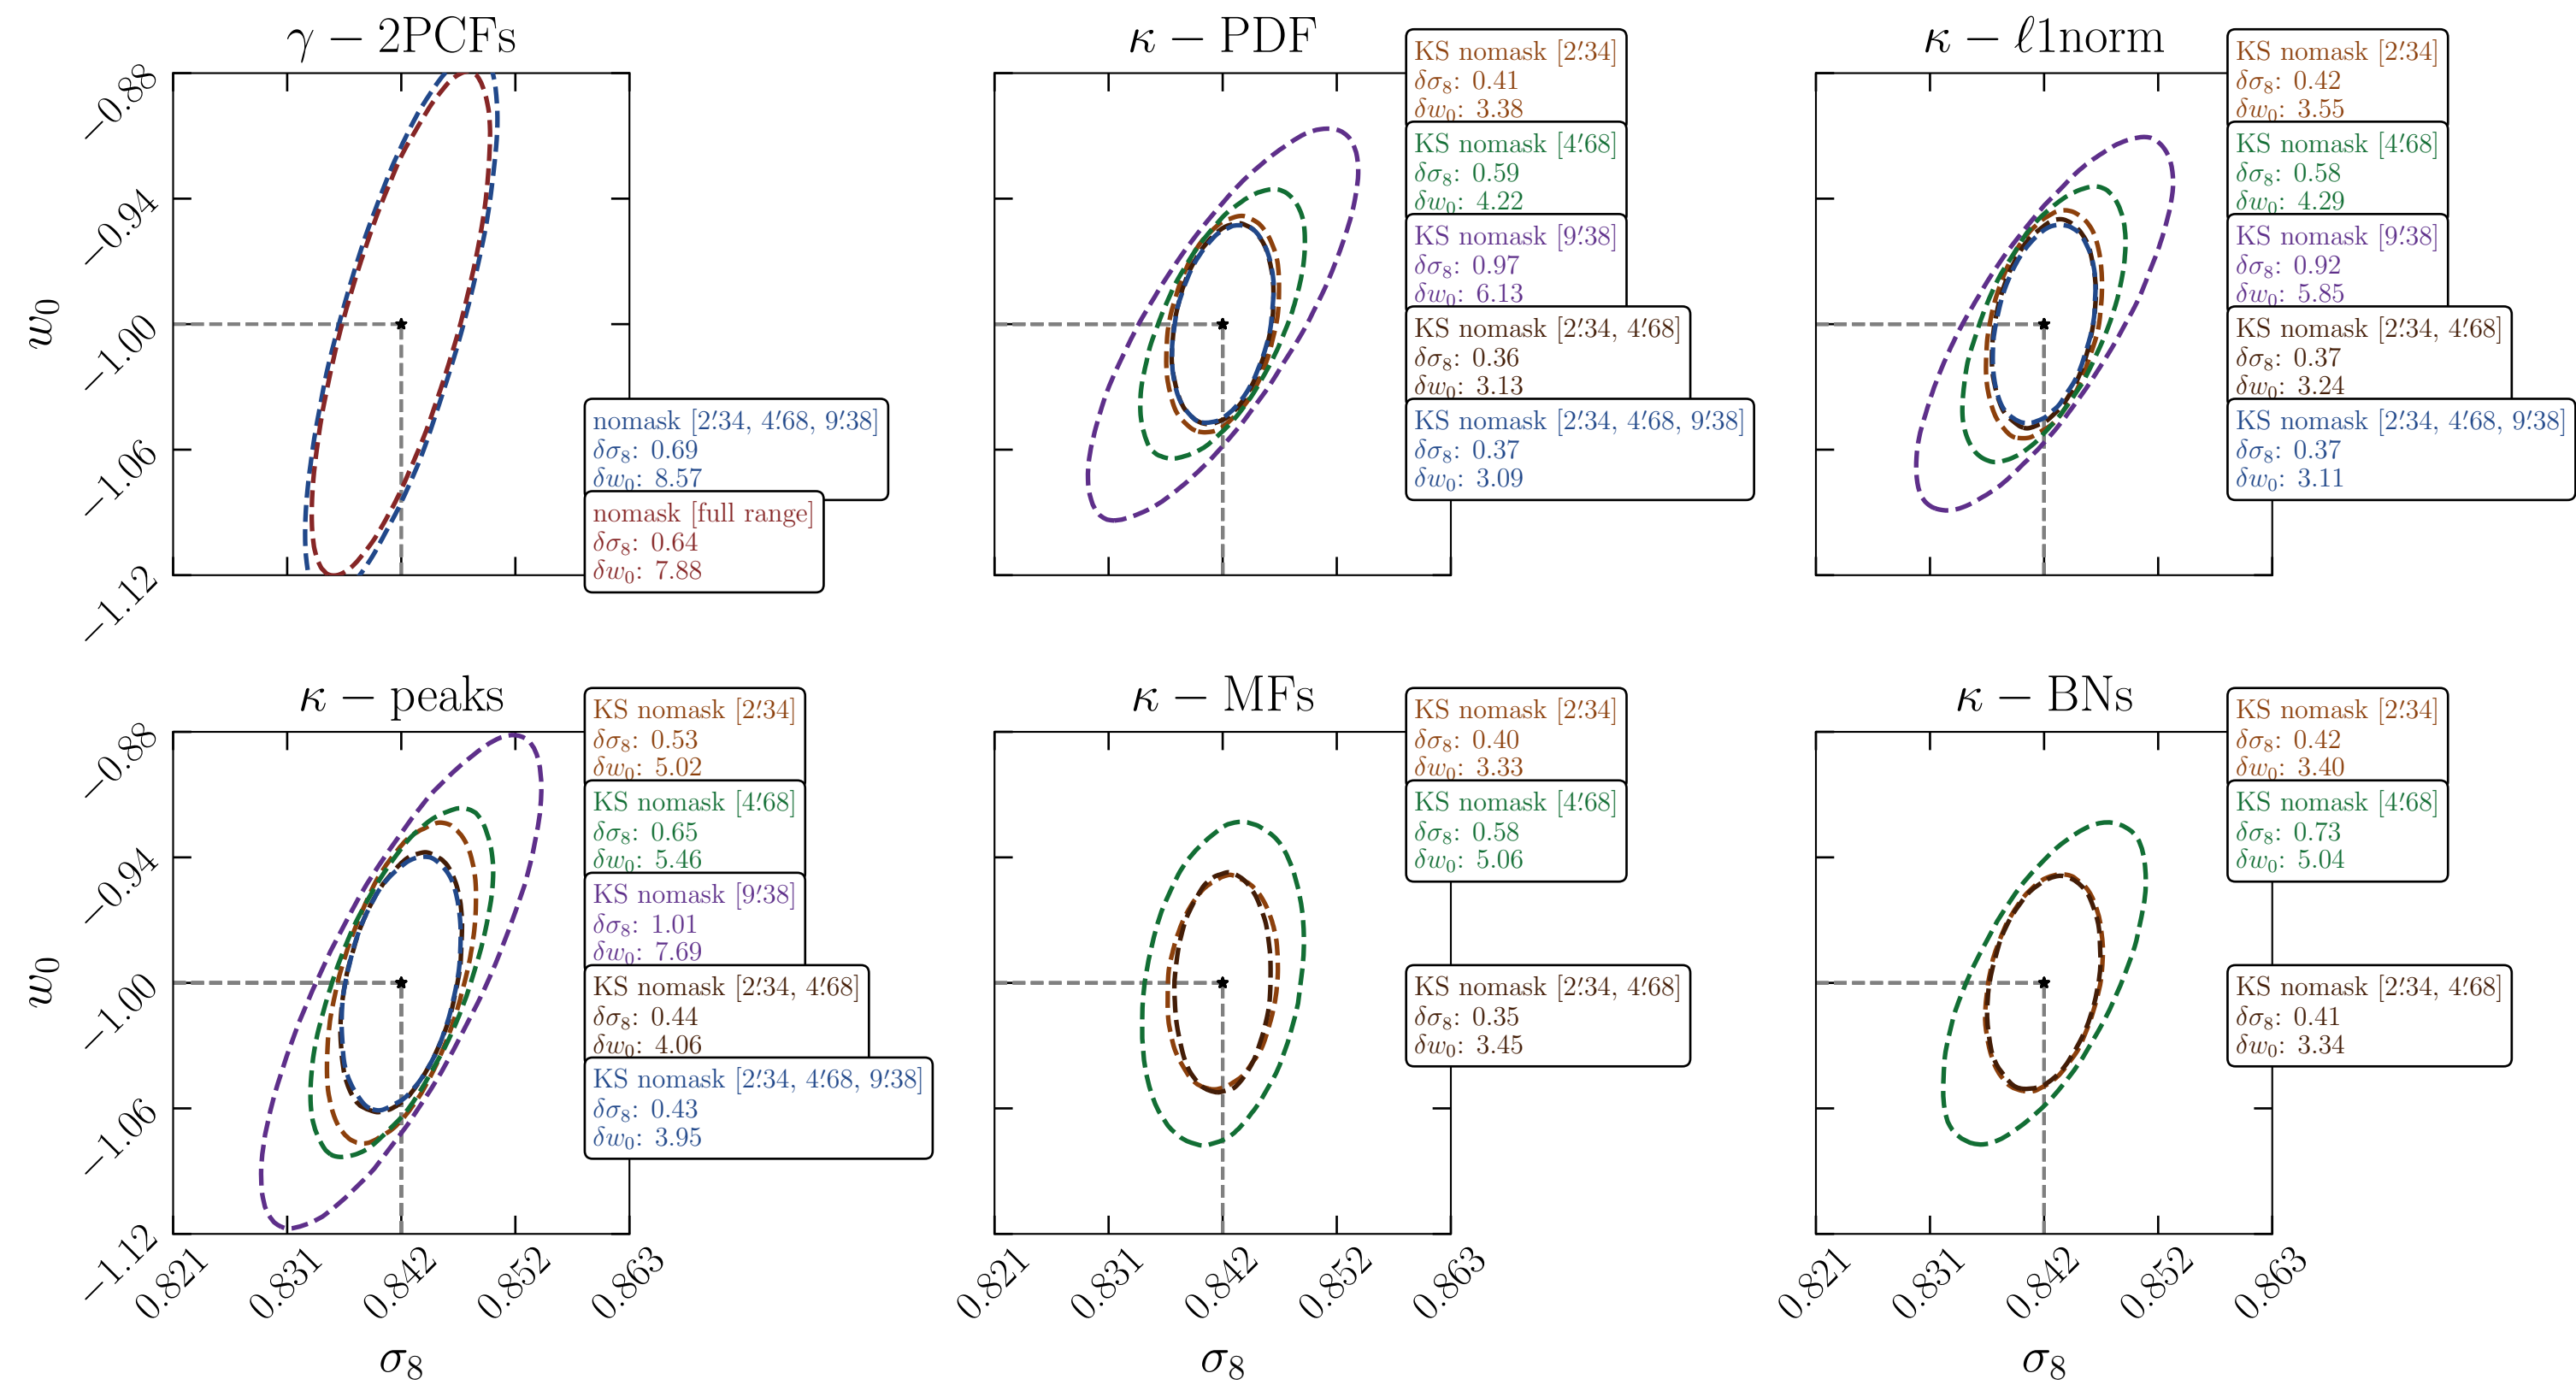 γ − 2PCFs
−0.88
−0.94
−1.00
−1.06
−1.12
w₀
nomask [2′.34, 4′.68, 9′.38]
δσ₈: 0.69
δw₀: 8.57
nomask [full range]
δσ₈: 0.64
δw₀: 7.88
κ − PDF
KS nomask [2′.34]
δσ₈: 0.41
δw₀: 3.38
KS nomask [4′.68]
δσ₈: 0.59
δw₀: 4.22
KS nomask [9′.38]
δσ₈: 0.97
δw₀: 6.13
KS nomask [2′.34, 4′.68]
δσ₈: 0.36
δw₀: 3.13
KS nomask [2′.34, 4′.68, 9′.38]
δσ₈: 0.37
δw₀: 3.09
κ − ℓ1norm
KS nomask [2′.34]
δσ₈: 0.42
δw₀: 3.55
KS nomask [4′.68]
δσ₈: 0.58
δw₀: 4.29
KS nomask [9′.38]
δσ₈: 0.92
δw₀: 5.85
KS nomask [2′.34, 4′.68]
δσ₈: 0.37
δw₀: 3.24
KS nomask [2′.34, 4′.68, 9′.38]
δσ₈: 0.37
δw₀: 3.11
κ − peaks
−0.88
−0.94
−1.00
−1.06
−1.12
w₀
KS nomask [2′.34]
δσ₈: 0.53
δw₀: 5.02
KS nomask [4′.68]
δσ₈: 0.65
δw₀: 5.46
KS nomask [9′.38]
δσ₈: 1.01
δw₀: 7.69
KS nomask [2′.34, 4′.68]
δσ₈: 0.44
δw₀: 4.06
KS nomask [2′.34, 4′.68, 9′.38]
δσ₈: 0.43
δw₀: 3.95
0.821 0.831 0.842 0.852 0.863
σ₈
κ − MFs
KS nomask [2′.34]
δσ₈: 0.40
δw₀: 3.33
KS nomask [4′.68]
δσ₈: 0.58
δw₀: 5.06
KS nomask [2′.34, 4′.68]
δσ₈: 0.35
δw₀: 3.45
0.821 0.831 0.842 0.852 0.863
σ₈
κ − BNs
KS nomask [2′.34]
δσ₈: 0.42
δw₀: 3.40
KS nomask [4′.68]
δσ₈: 0.73
δw₀: 5.04
KS nomask [2′.34, 4′.68]
δσ₈: 0.41
δw₀: 3.34
0.821 0.831 0.842 0.852 0.863
σ₈